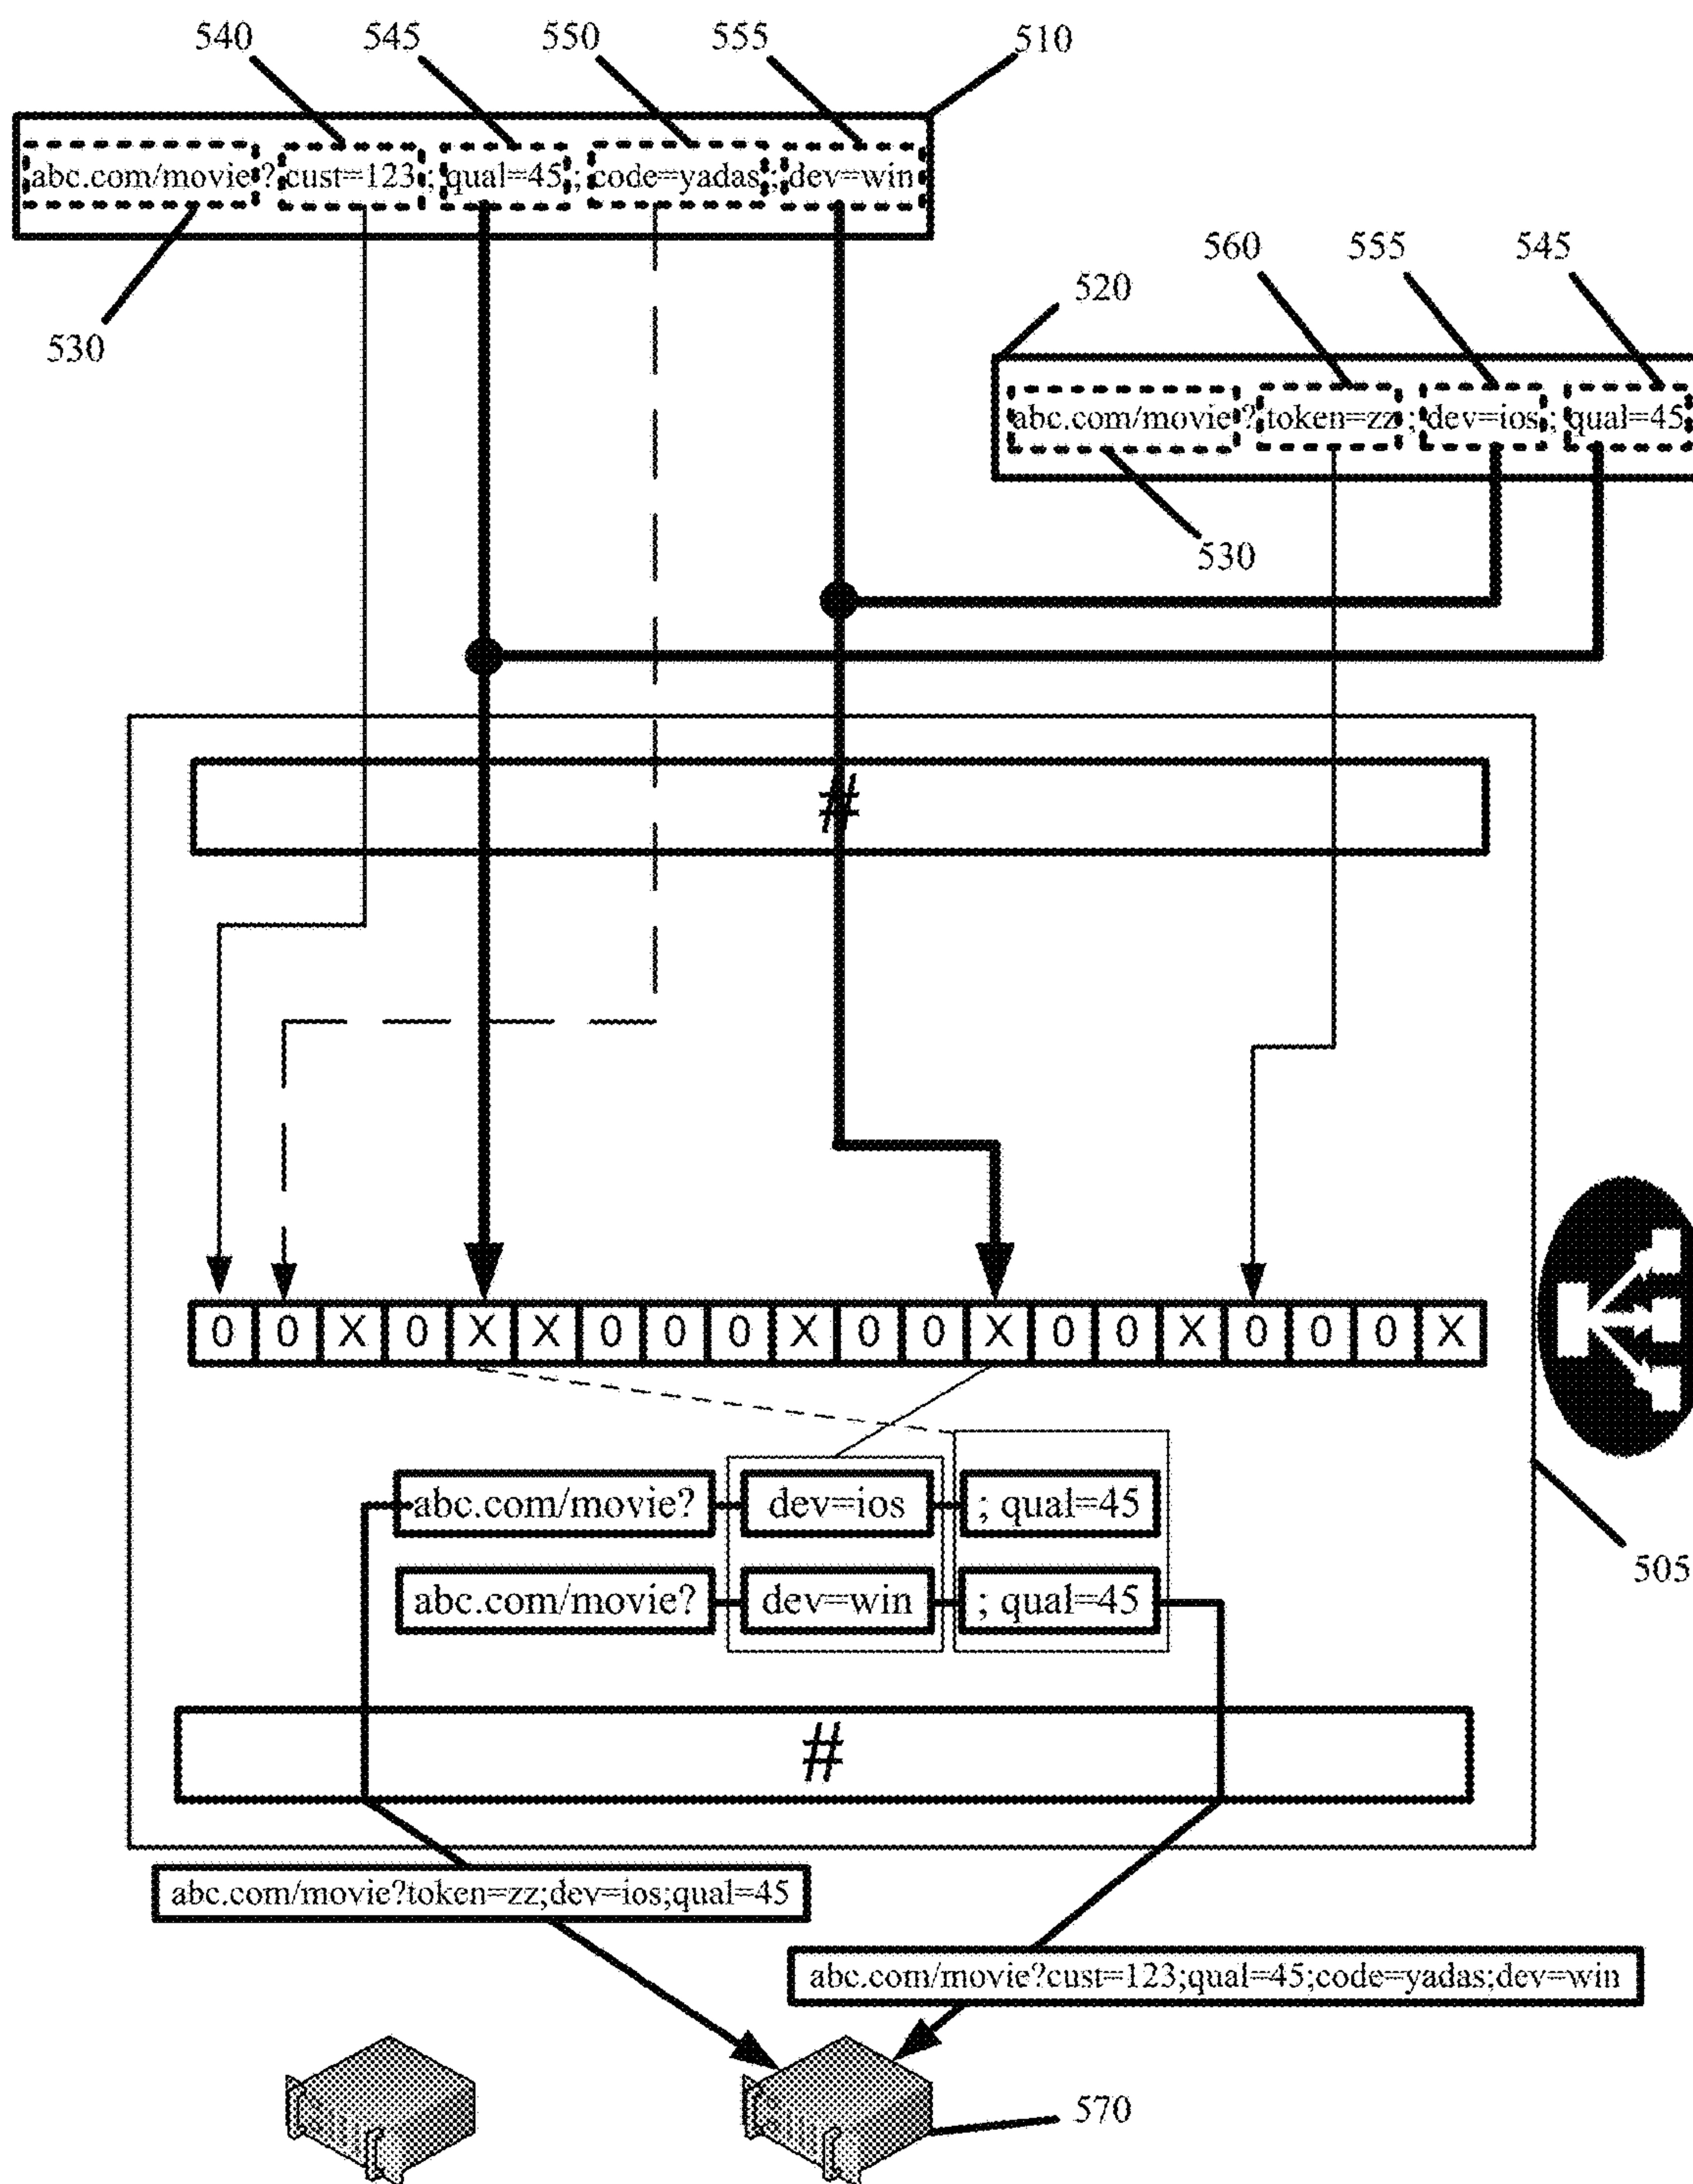 540 545 550 555 510
abc.com/movie ? cust=123 ; qual=45 ; code=yadas ; dev=win
530
560 555 545
520
abc.com/movie ? token=zz ; dev=ios ; qual=45
530
#
0 0 X 0 X X 0 0 0 X 0 0 X 0 0 X 0 0 0 X
abc.com/movie? dev=ios ; qual=45
505
abc.com/movie? dev=win ; qual=45
#
abc.com/movie?token=zz;dev=ios;qual=45
abc.com/movie?cust=123;qual=45;code=yadas;dev=win
570